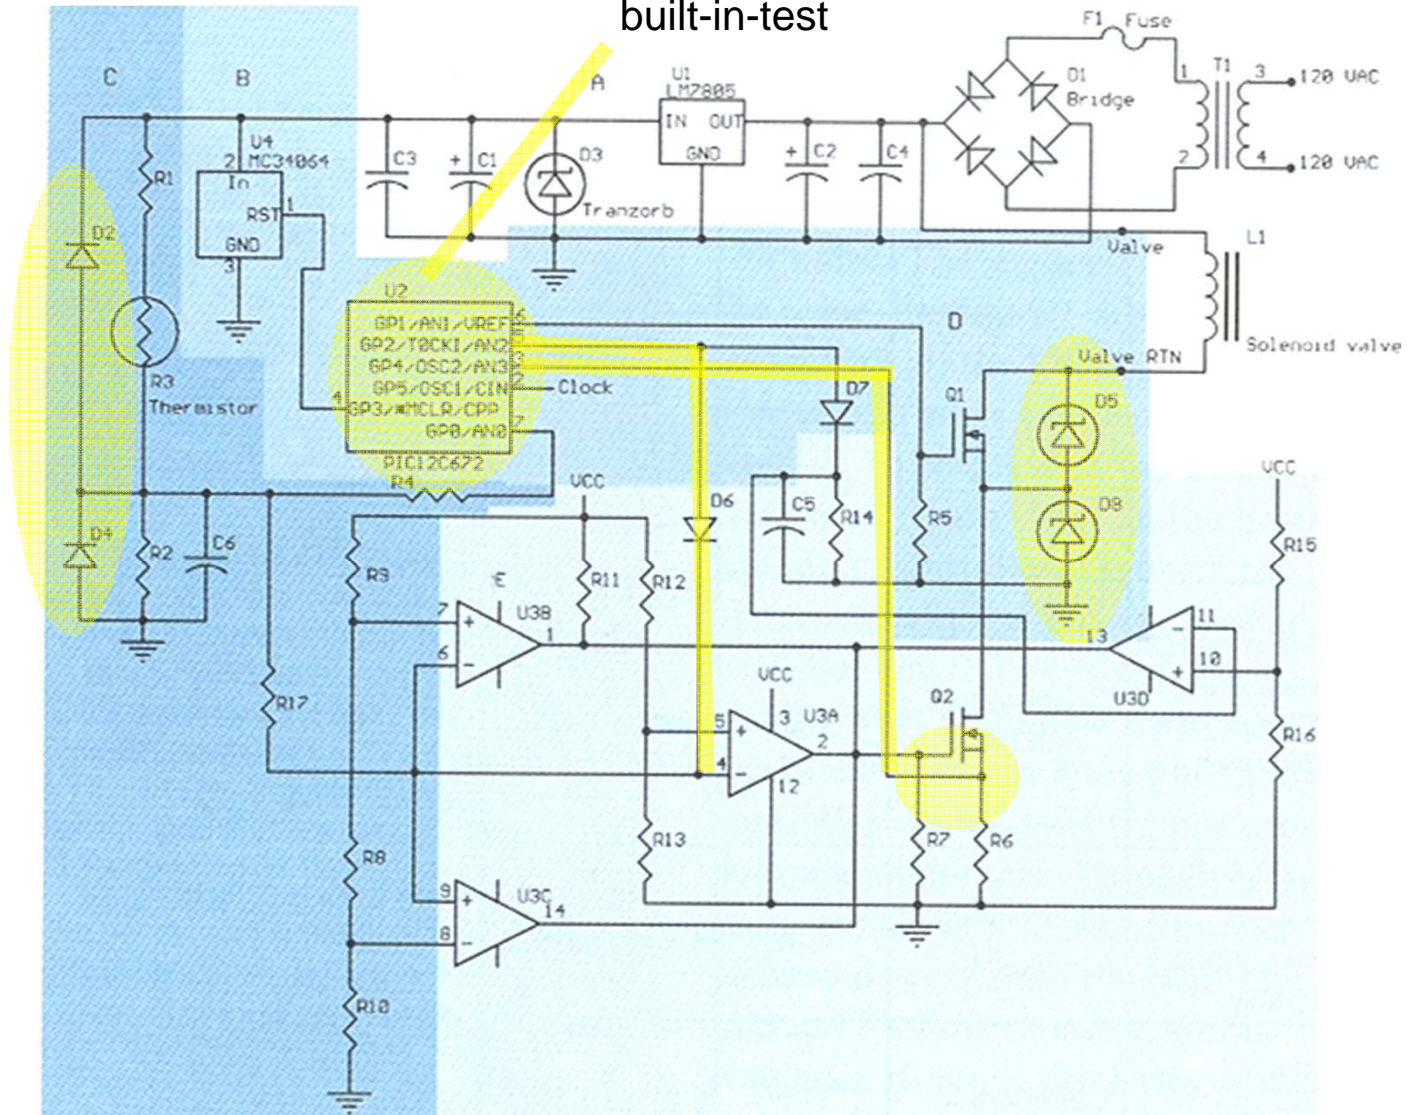 built-in-test
F1 Fuse
C
B
A
U1
LM7805
IN OUT
GND
D1
Bridge
1
2
T1
3
4
120 VAC
120 VAC
U4
2 MC34064
In
RST
1
GND
3
R1
C3
+
C1
D3
Tranzorb
+
C2
C4
Valve
L1
Solenoid valve
Valve RTN
D2
R3
Thermistor
U2
GP1/AN1/VREF
GP2/T0CKI/AN2
GP4/OSC2/AN3
GP5/OSC1/CIN
GP3/*MCLR/CPP
GP0/AN0
6
5
3
2
4
7
PIC12C672
Clock
D
D7
Q1
D5
D8
R4
VCC
D4
R2
C6
R9
R11
R12
D6
C5
R14
R5
VCC
R15
E
7
+
6
-
U3B
1
R17
VCC
5
+
4
-
3
U3A
2
12
Q2
13
11
-
10
+
U3D
R16
R8
R13
R7
R6
9
+
8
-
U3C
14
R10